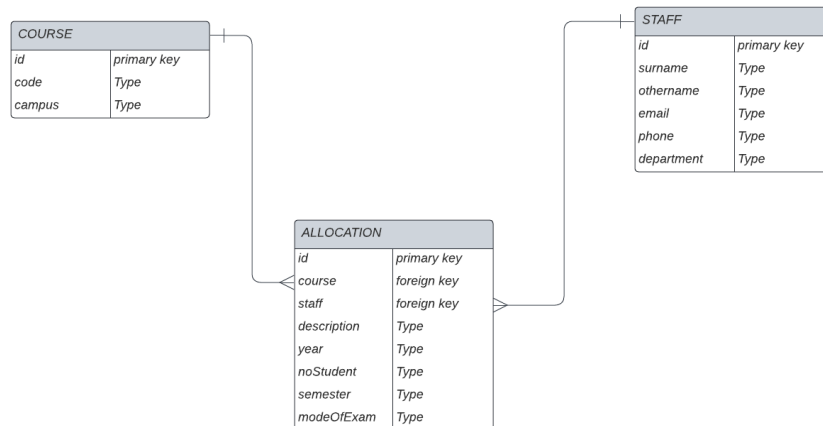 COURSE
id primary key
code Type
campus Type
STAFF
id primary key
surname Type
othername Type
email Type
phone Type
department Type
ALLOCATION
id primary key
course foreign key
staff foreign key
description Type
year Type
noStudent Type
semester Type
modeOfExam Type